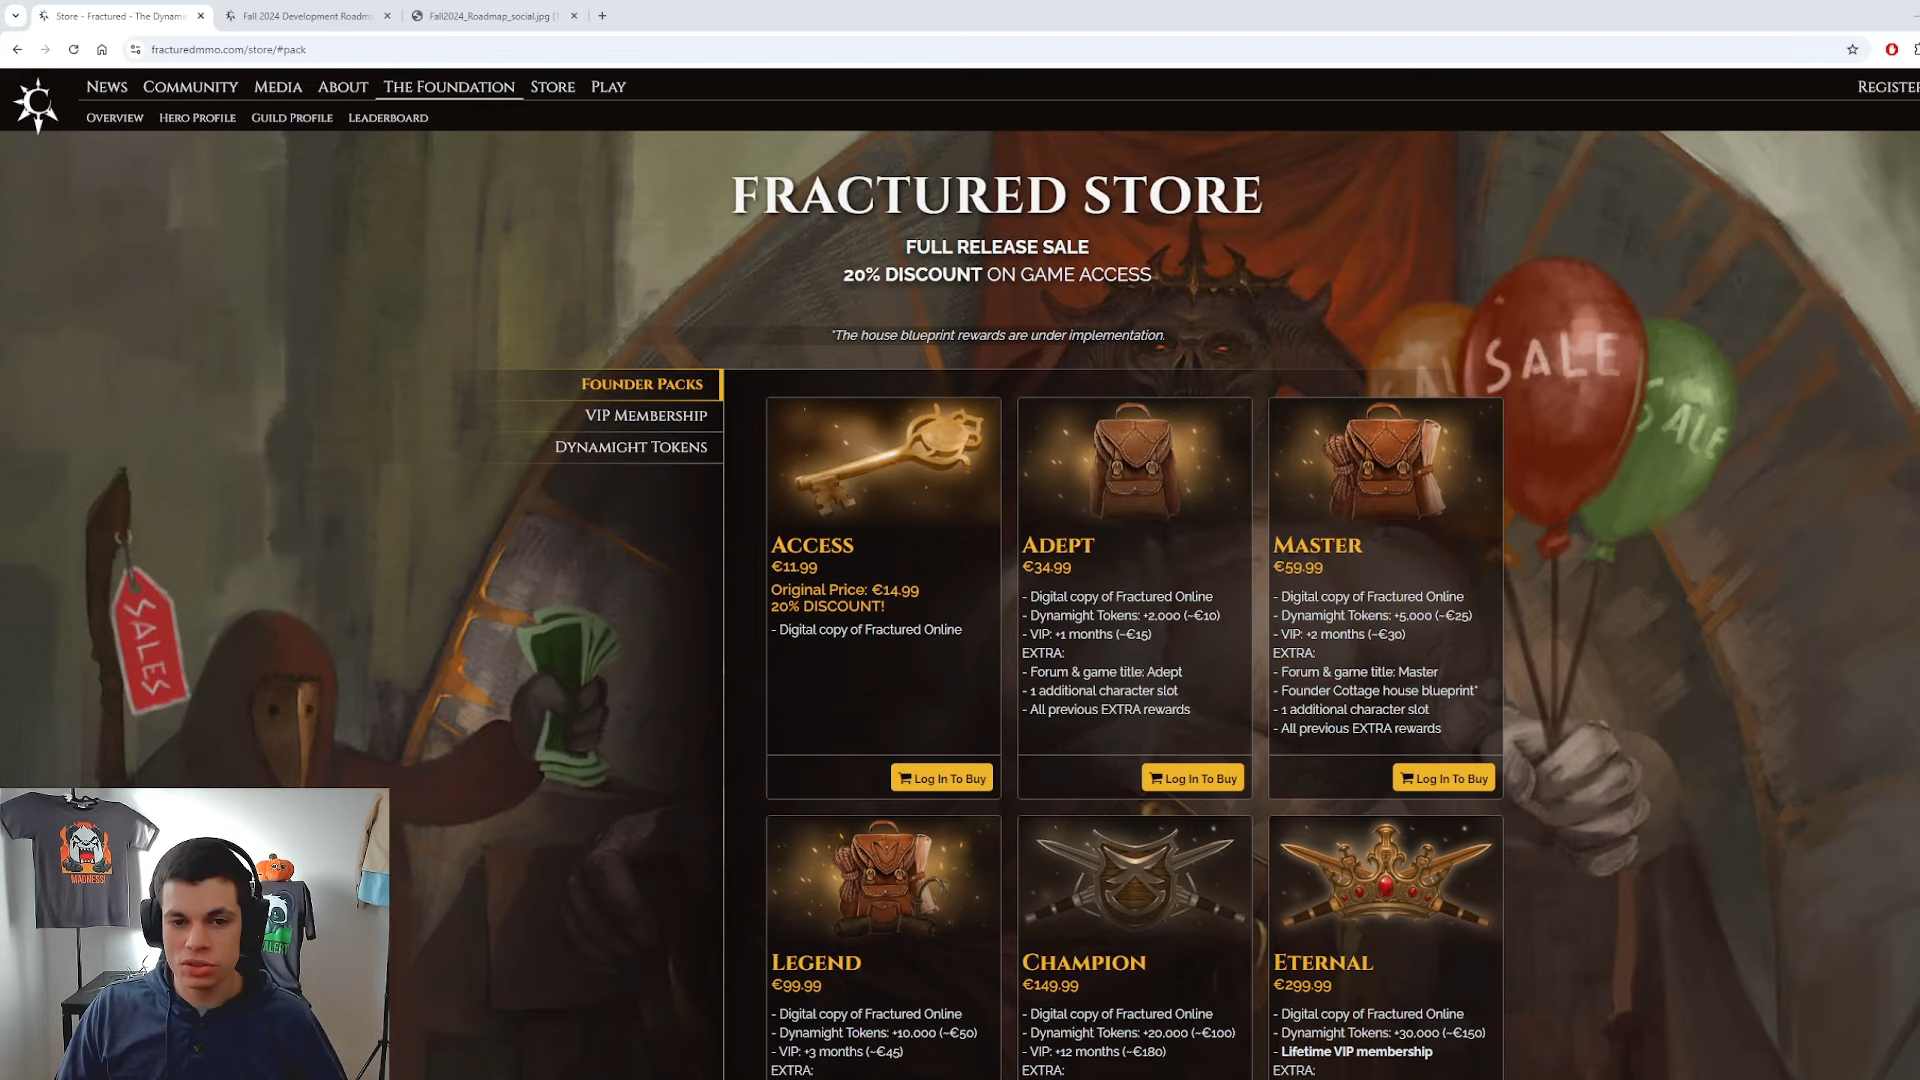 Store - Fractured - The Dynami
Fall 2024 Development Roadma
Fall2024_Roadmap_social.jpg (
fracturedmmo.com/store/#pack
NEWS COMMUNITY MEDIA ABOUT THE FOUNDATION STORE PLAY
REGISTER
OVERVIEW HERO PROFILE GUILD PROFILE LEADERBOARD
FRACTURED STORE
FULL RELEASE SALE
20% DISCOUNT ON GAME ACCESS
*The house blueprint rewards are under implementation.
SALE
SALE
SALES
FOUNDER PACKS
VIP MEMBERSHIP
DYNAMIGHT TOKENS
ACCESS
€11.99
Original Price: €14.99
20% DISCOUNT!
- Digital copy of Fractured Online
Log In To Buy
ADEPT
€34.99
- Digital copy of Fractured Online
- Dynamight Tokens: +2,000 (~€10)
- VIP: +1 months (~€15)
EXTRA:
- Forum & game title: Adept
- 1 additional character slot
- All previous EXTRA rewards
Log In To Buy
MASTER
€59.99
- Digital copy of Fractured Online
- Dynamight Tokens: +5,000 (~€25)
- VIP: +2 months (~€30)
EXTRA:
- Forum & game title: Master
- Founder Cottage house blueprint*
- 1 additional character slot
- All previous EXTRA rewards
Log In To Buy
LEGEND
€99.99
- Digital copy of Fractured Online
- Dynamight Tokens: +10,000 (~€50)
- VIP: +3 months (~€45)
EXTRA:
CHAMPION
€149.99
- Digital copy of Fractured Online
- Dynamight Tokens: +20,000 (~€100)
- VIP: +12 months (~€180)
EXTRA:
ETERNAL
€299.99
- Digital copy of Fractured Online
- Dynamight Tokens: +30,000 (~€150)
- Lifetime VIP membership
EXTRA:
MADNESS!
ALERT